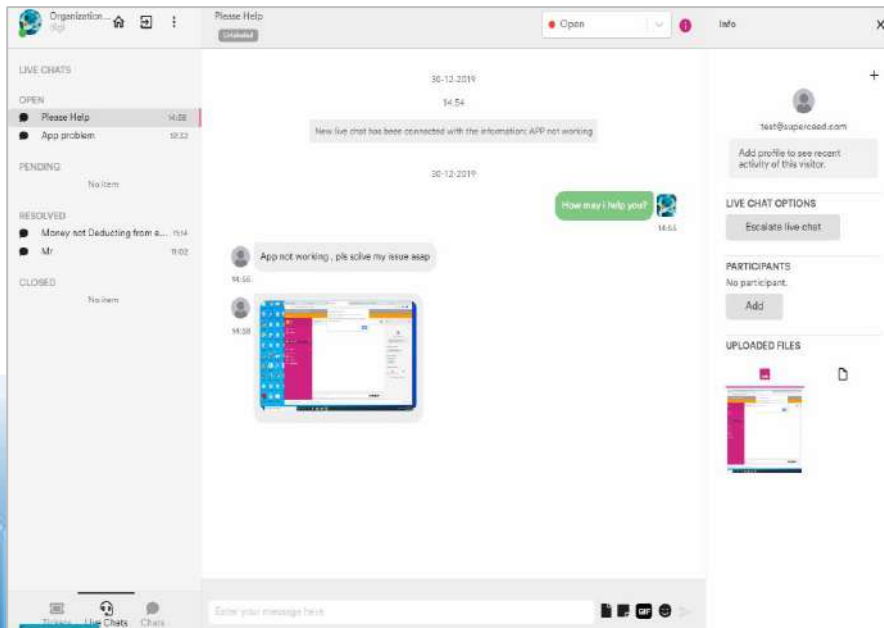 Organization...
Please Help
Unlabeled
Open
Info
LIVE CHATS
OPEN
Please Help 14:58
App problem 12:32
PENDING
No item
RESOLVED
Money not Deducting from a... 11:14
Mr 11:02
CLOSED
No item
30-12-2019
14:54
New live chat has been connected with the information: APP not working
30-12-2019
How may i help you?
14:55
App not working , pls solve my issue asap
14:56
14:58
test@superceed.com
Add profile to see recent
activity of this visitor.
LIVE CHAT OPTIONS
Escalate live chat
PARTICIPANTS
No participant.
Add
UPLOADED FILES
Enter your message here
GIF
Tickets Live Chats Chats